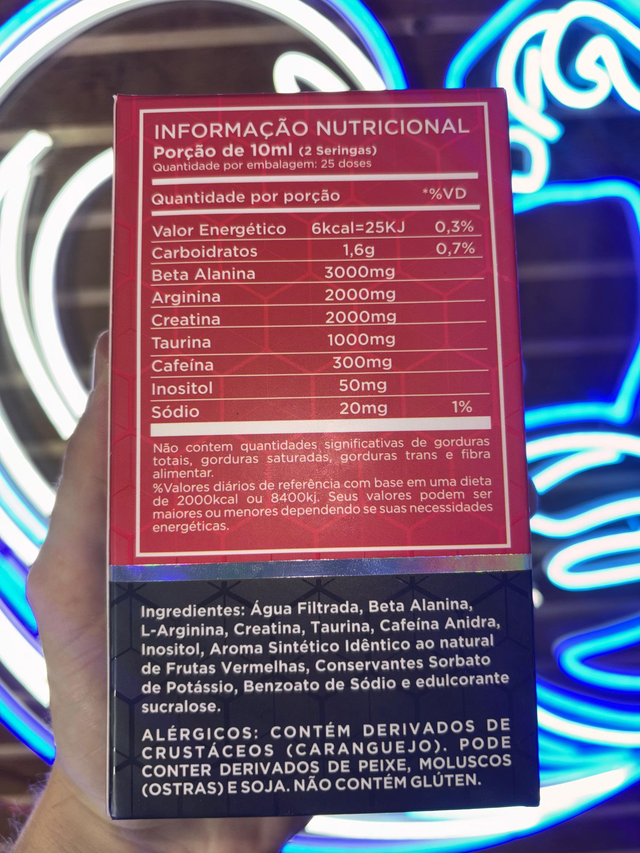 INFORMAÇÃO NUTRICIONAL
Porção de 10ml (2 Seringas)
Quantidade por embalagem: 25 doses
Quantidade por porção *%VD
Valor Energético 6kcal=25KJ 0,3%
Carboidratos 1,6g 0,7%
Beta Alanina 3000mg
Arginina 2000mg
Creatina 2000mg
Taurina 1000mg
Cafeína 300mg
Inositol 50mg
Sódio 20mg 1%
Não contem quantidades significativas de gorduras
totais, gorduras saturadas, gorduras trans e fibra
alimentar.
%Valores diários de referência com base em uma dieta
de 2000kcal ou 8400kj. Seus valores podem ser
maiores ou menores dependendo se suas necessidades
energéticas.
Ingredientes: Água Filtrada, Beta Alanina,
L-Arginina, Creatina, Taurina, Cafeína Anidra,
Inositol, Aroma Sintético Idêntico ao natural
de Frutas Vermelhas, Conservantes Sorbato
de Potássio, Benzoato de Sódio e edulcorante
sucralose.
ALÉRGICOS: CONTÉM DERIVADOS DE
CRUSTÁCEOS (CARANGUEJO). PODE
CONTER DERIVADOS DE PEIXE, MOLUSCOS
(OSTRAS) E SOJA. NÃO CONTÉM GLÚTEN.